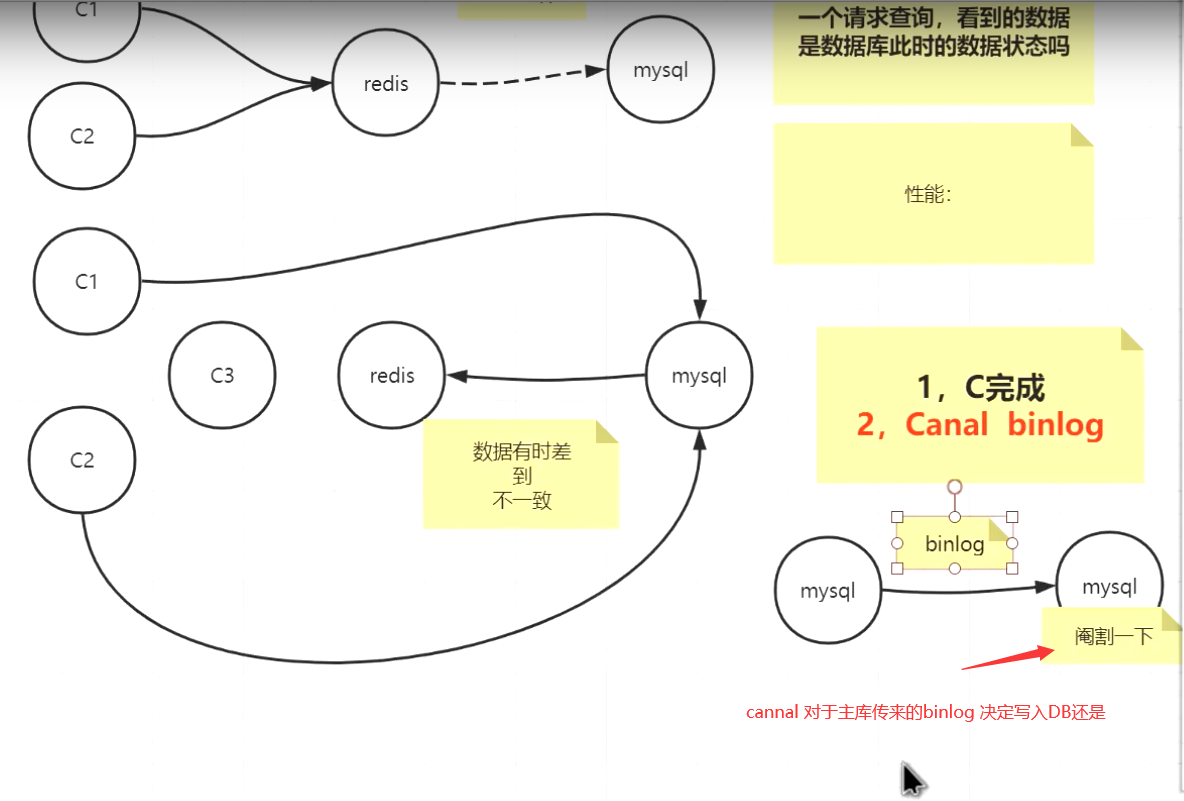 C1
一个请求查询，看到的数据
是数据库此时的数据状态吗
redis
mysql
C2
性能：
C1
C3
redis
mysql
1，C完成
2，Canal binlog
C2
数据有时差
到
不一致
binlog
mysql
mysql
阉割一下
cannal 对于主库传来的binlog 决定写入DB还是